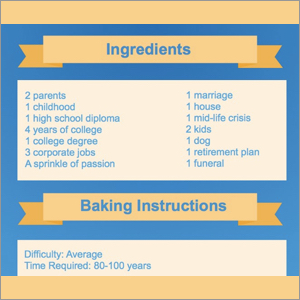 Ingredients
2 parents
1 childhood
1 high school diploma
4 years of college
1 college degree
3 corporate jobs
A sprinkle of passion
1 marriage
1 house
1 mid-life crisis
2 kids
1 dog
1 retirement plan
1 funeral
Baking Instructions
Difficulty: Average
Time Required: 80-100 years